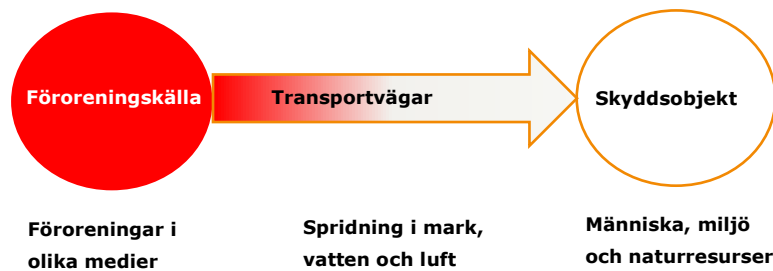 Föroreningskälla
Transportvägar
Skyddsobjekt
Föroreningar i
olika medier
Spridning i mark,
vatten och luft
Människa, miljö
och naturresurser